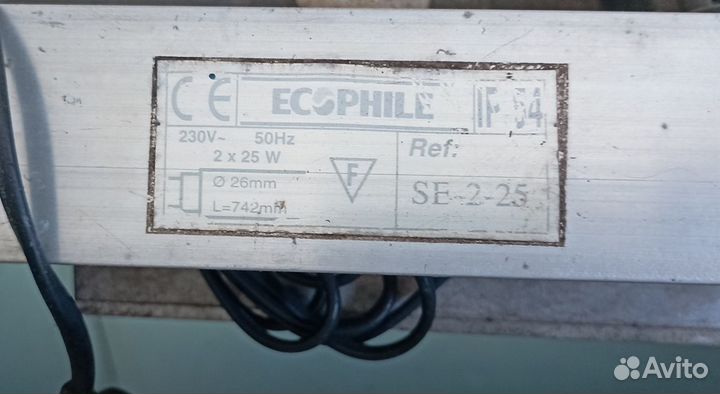 CE ECOPHILE IP 54
230V~ 50Hz
2 x 25 W
Ø 26mm
L=742mm
F
Ref:
SE-2-25
Avito